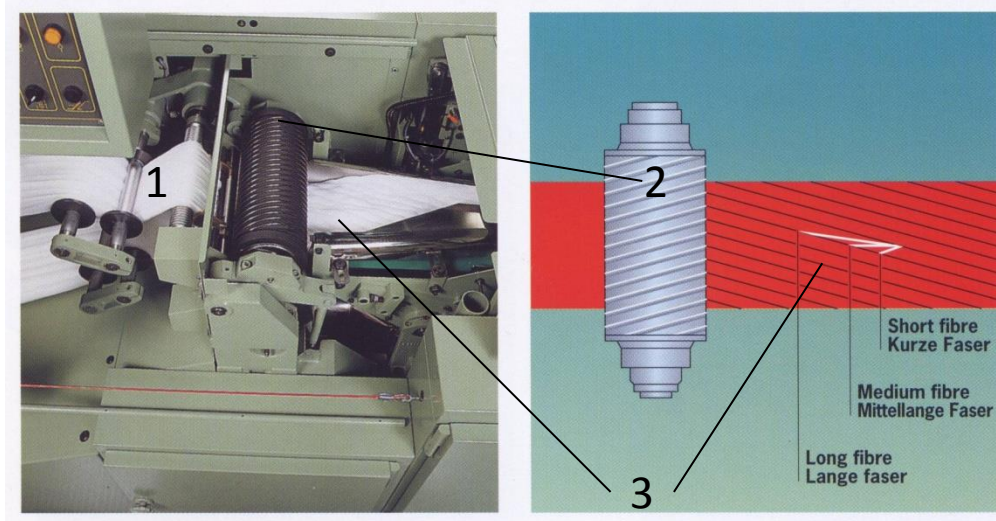 1
2
3
Short fibre
Kurze Faser
Medium fibre
Mittellange Faser
Long fibre
Lange faser